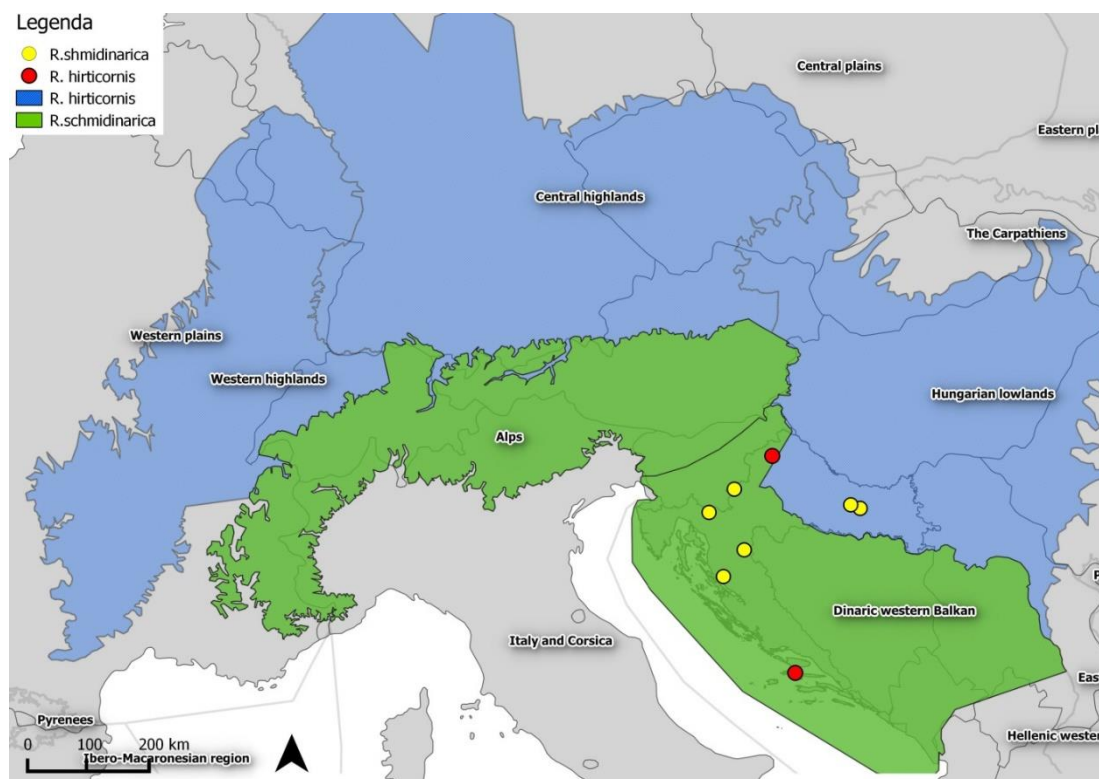 Legenda
R.shmidinarica
R. hirticornis
R. hirticornis
R.schmidinarica
Central plains
Eastern pl
Central highlands
The Carpathiens
Western plains
Western highlands
Hungarian lowlands
Alps
Dinaric western Balkan
Italy and Corsica
Eas
Pyrenees
Hellenic wester
0 100 200 km
Ibero-Macaronesian region